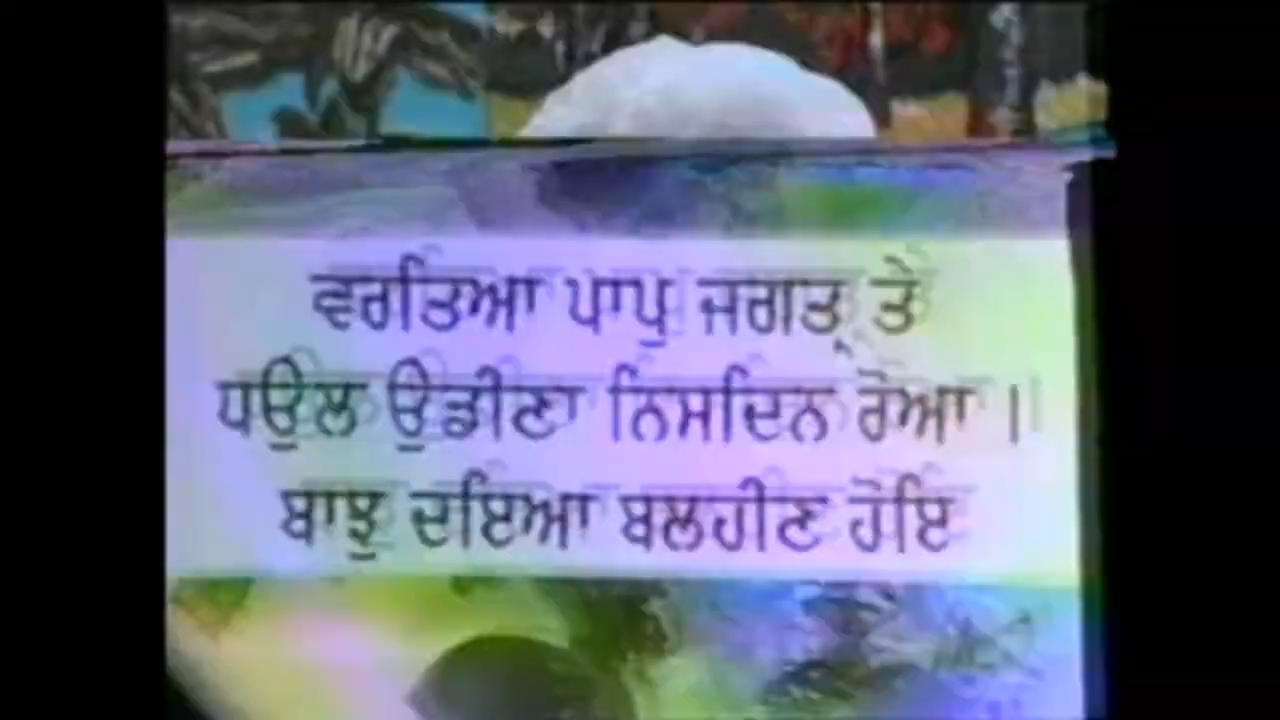 ਵਰਤਿਆ ਪਾਪੁ ਜਗਤ੍ਰ ਤੇ
ਧਉਲ ਉਡੀਣਾ ਨਿਸਦਿਨ ਰੋਆ ।
ਬਾਝੁ ਦਇਆ ਬਲਹੀਣ ਹੋਇ